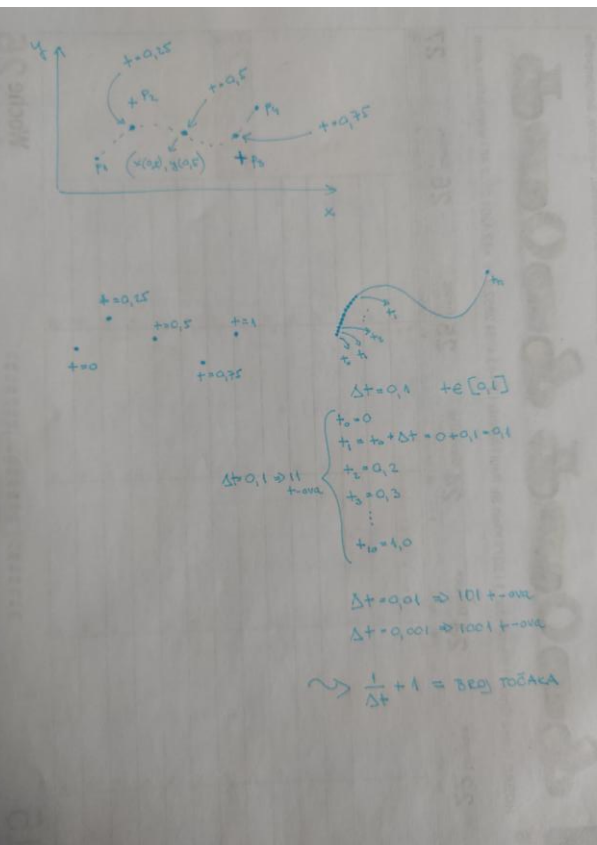 y
t=0,25
t=0,5
P2
P4
t=0,75
P1
(x(0,5), y(0,5))
P3
x
t=0,25
t=0,5
t=1
t=0
t=0,75
tn
Δt=0,1 t∈[0,1]
t0=0
t1 = t0 + Δt = 0+0,1=0,1
Δt=0,1 ⇒ 11
t-ova
t2=0,2
t3=0,3
t10=1,0
Δt=0,01 ⇒ 101 t-ova
Δt=0,001 ⇒ 1001 t-ova
1/Δt + 1 = BROJ TOČAKA